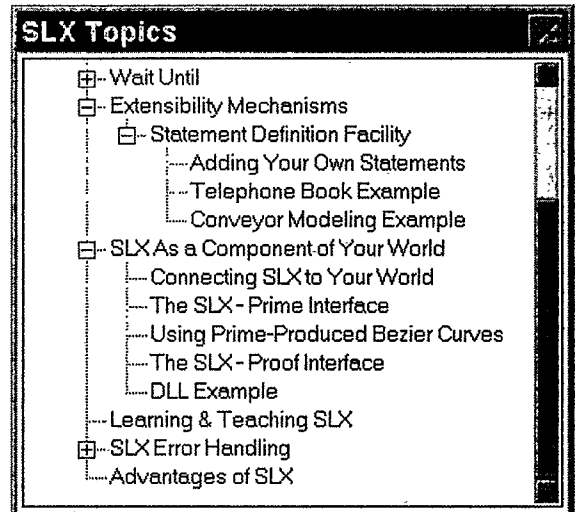 SLX Topics
Wait Until
Extensibility Mechanisms
Statement Definition Facility
Adding Your Own Statements
Telephone Book Example
Conveyor Modeling Example
SLX As a Component of Your World
Connecting SLX to Your World
The SLX - Prime Interface
Using Prime-Produced Bezier Curves
The SLX - Proof Interface
DLL Example
Learning & Teaching SLX
SLX Error Handling
Advantages of SLX